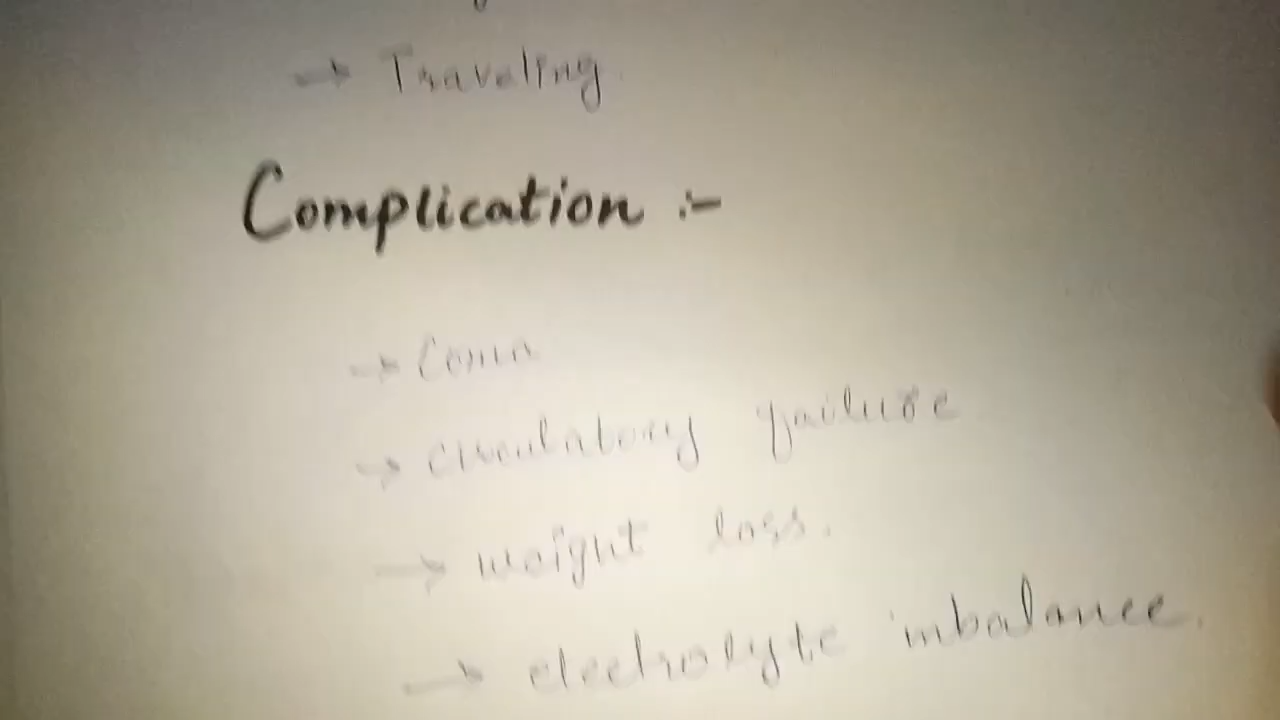 → Traveling
Complication :-
→ Coma
→ circulatory failure
→ weight loss.
→ electrolyte imbalance.